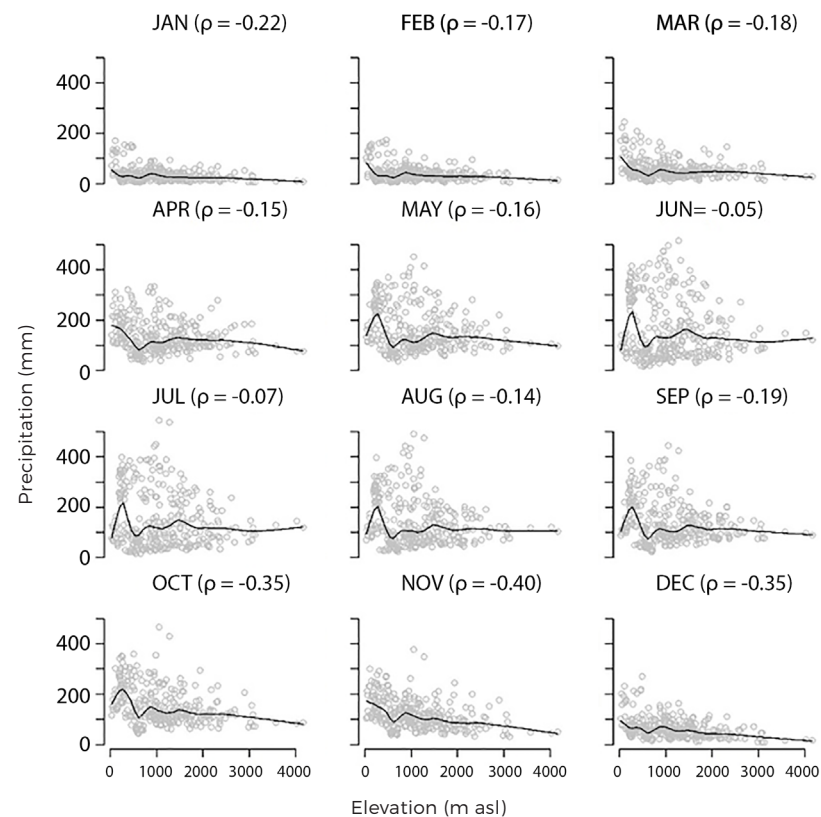 JAN (ρ = -0.22) FEB (ρ = -0.17) MAR (ρ = -0.18)
400
200
0
APR (ρ = -0.15) MAY (ρ = -0.16) JUN= -0.05)
400
200
0
JUL (ρ = -0.07) AUG (ρ = -0.14) SEP (ρ = -0.19)
400
200
0
OCT (ρ = -0.35) NOV (ρ = -0.40) DEC (ρ = -0.35)
400
200
0
0 1000 2000 3000 4000 0 1000 2000 3000 4000 0 1000 2000 3000 4000
Precipitation (mm)
Elevation (m asl)